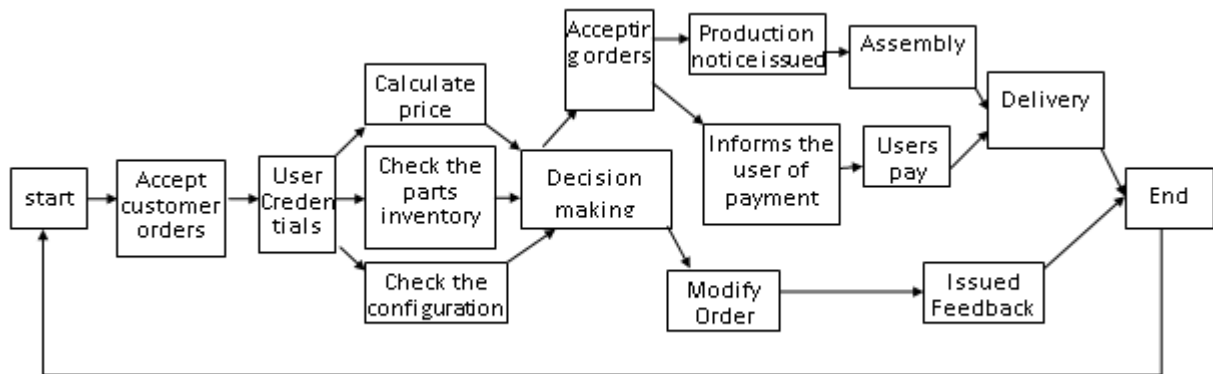 start
Accept
customer
orders
User
Creden
tials
Calculate
price
Check the
parts
inventory
Check the
configuration
Decision
making
Acceptin
g orders
Production
notice issued
Assembly
Informs the
user of
payment
Users
pay
Delivery
Modify
Order
Issued
Feedback
End